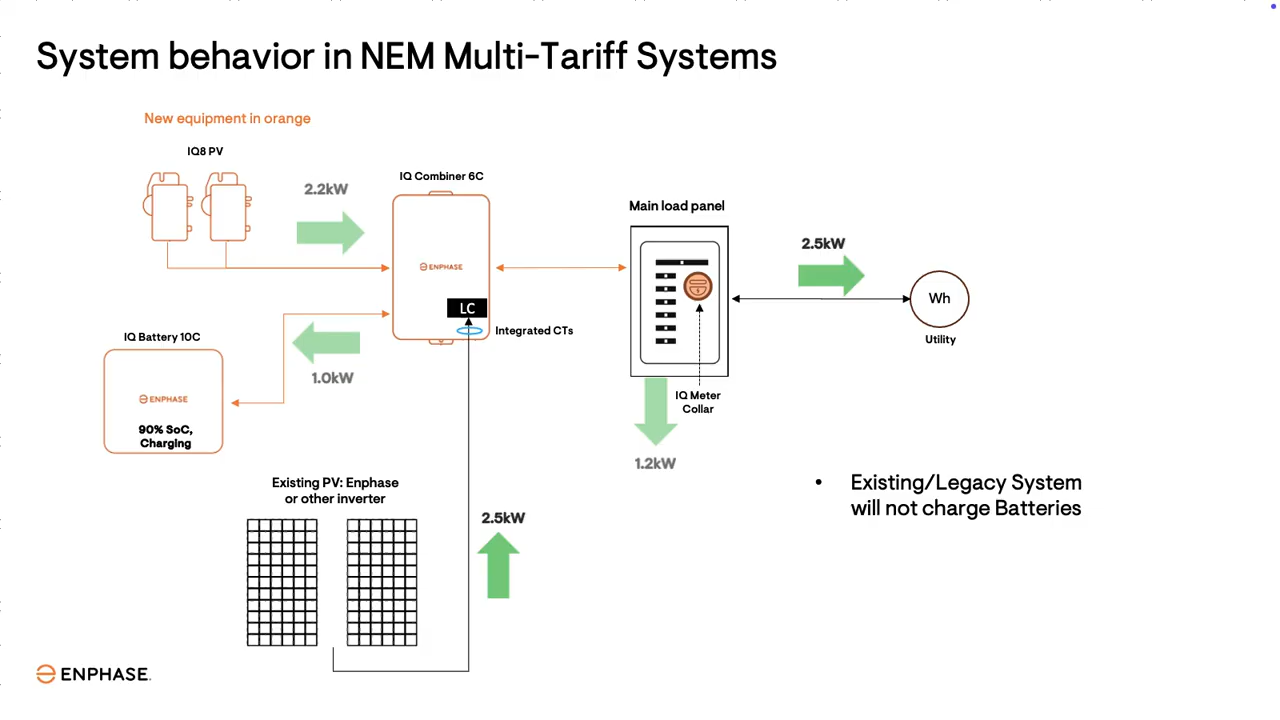 System behavior in NEM Multi-Tariff Systems
New equipment in orange
IQ8 PV
2.2kW
IQ Combiner 6C
ENPHASE
LC
Integrated CTs
Main load panel
2.5kW
Wh
Utility
IQ Battery 10C
1.0kW
ENPHASE
90% SoC,
Charging
IQ Meter
Collar
1.2kW
Existing PV: Enphase
or other inverter
2.5kW
• Existing/Legacy System
will not charge Batteries
ENPHASE.